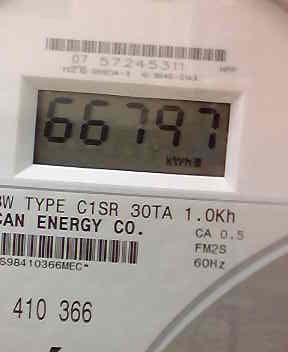 07 57245311
66797
kWh
3W TYPE C1SR 30TA 1.0Kh
CAN ENERGY CO.
CA 0.5
FM2S
60Hz
S98410366MEC*
410 366